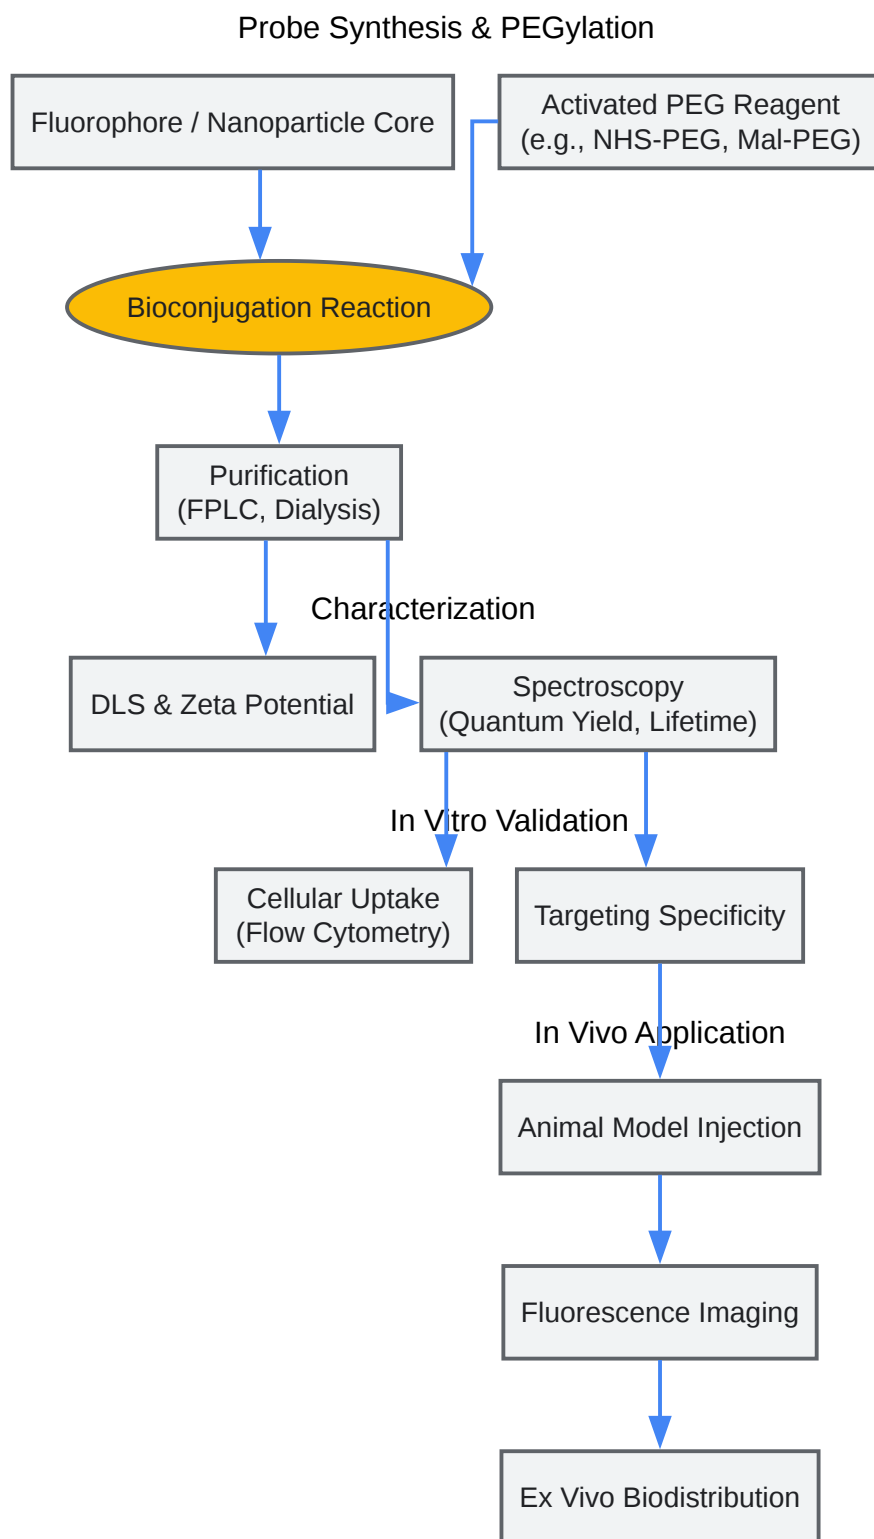 Probe Synthesis & PEGylation
Fluorophore / Nanoparticle Core
Activated PEG Reagent
(e.g., NHS-PEG, Mal-PEG)
Bioconjugation Reaction
Purification
(FPLC, Dialysis)
Characterization
DLS & Zeta Potential
Spectroscopy
(Quantum Yield, Lifetime)
In Vitro Validation
Cellular Uptake
(Flow Cytometry)
Targeting Specificity
In Vivo Application
Animal Model Injection
Fluorescence Imaging
Ex Vivo Biodistribution